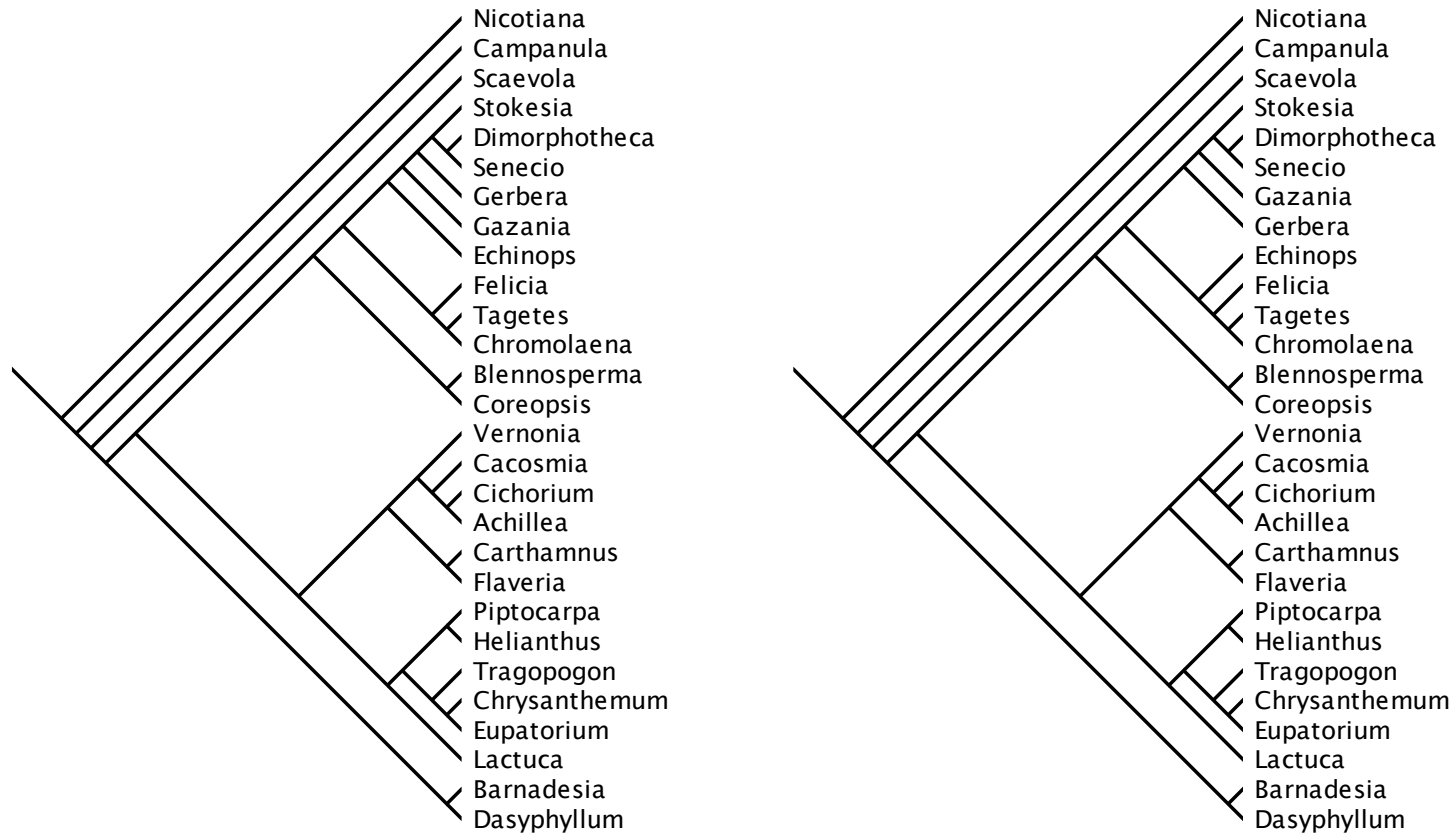 Nicotiana
Campanula
Scaevola
Stokesia
Dimorphotheca
Senecio
Gerbera
Gazania
Echinops
Felicia
Tagetes
Chromolaena
Blennosperma
Coreopsis
Vernonia
Cacosmia
Cichorium
Achillea
Carthamnus
Flaveria
Piptocarpa
Helianthus
Tragopogon
Chrysanthemum
Eupatorium
Lactuca
Barnadesia
Dasyphyllum
Nicotiana
Campanula
Scaevola
Stokesia
Dimorphotheca
Senecio
Gazania
Gerbera
Echinops
Felicia
Tagetes
Chromolaena
Blennosperma
Coreopsis
Vernonia
Cacosmia
Cichorium
Achillea
Carthamnus
Flaveria
Piptocarpa
Helianthus
Tragopogon
Chrysanthemum
Eupatorium
Lactuca
Barnadesia
Dasyphyllum